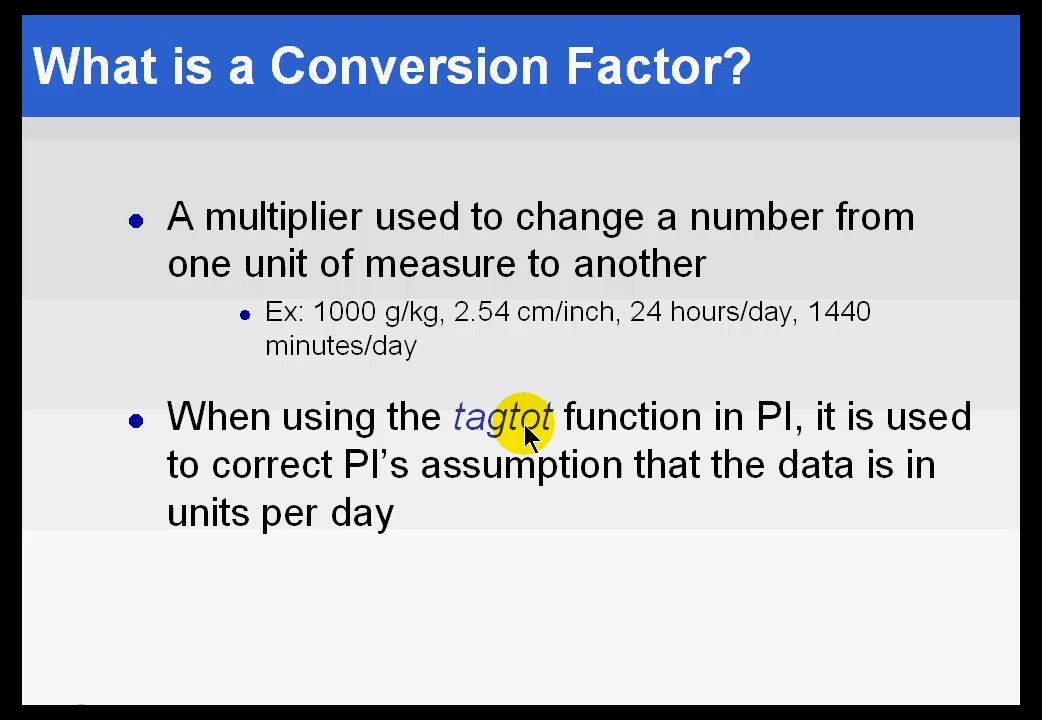 What is a Conversion Factor?
A multiplier used to change a number from
one unit of measure to another
Ex: 1000 g/kg, 2.54 cm/inch, 24 hours/day, 1440
minutes/day
When using the tagtot function in PI, it is used
to correct PI's assumption that the data is in
units per day